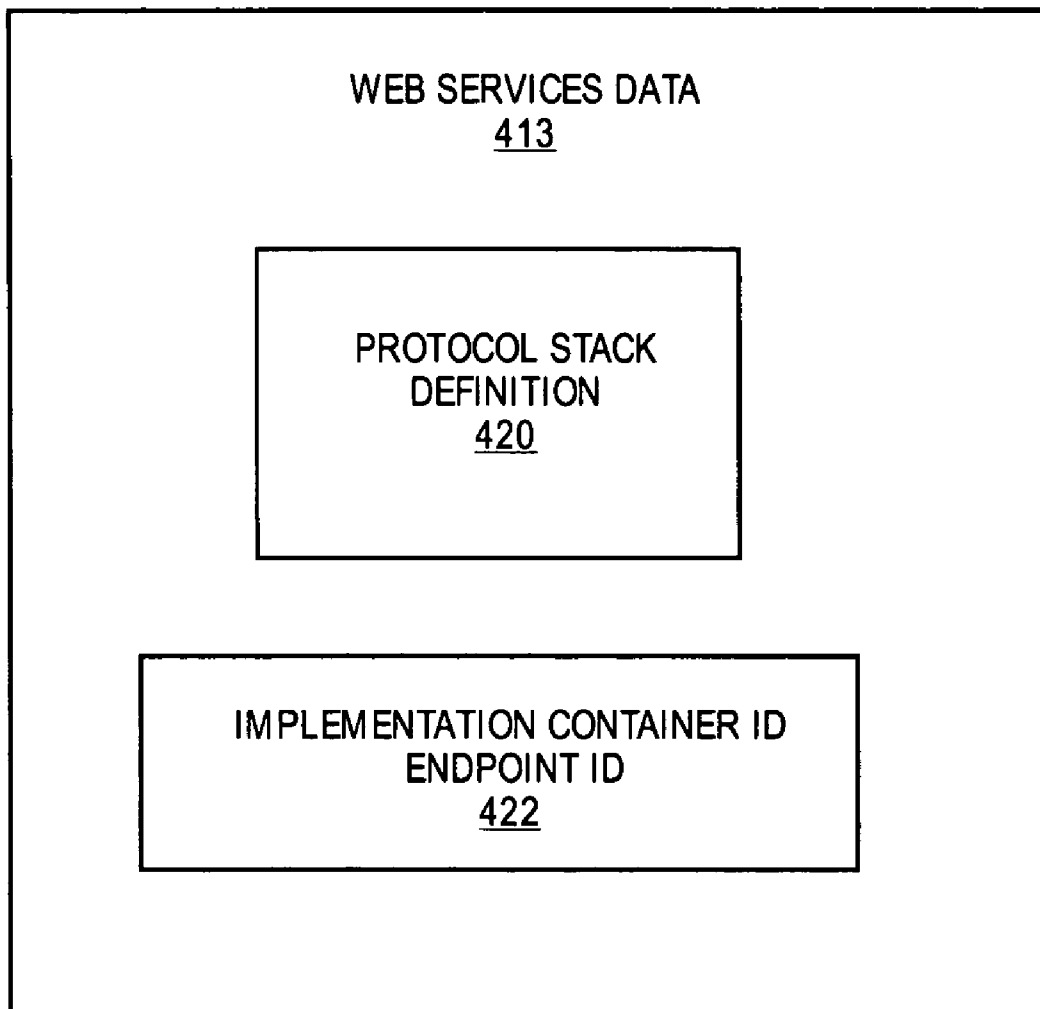 WEB SERVICES DATA
413
PROTOCOL STACK
DEFINITION
420
IMPLEMENTATION CONTAINER ID
ENDPOINT ID
422